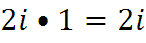 2i • 1 = 2i